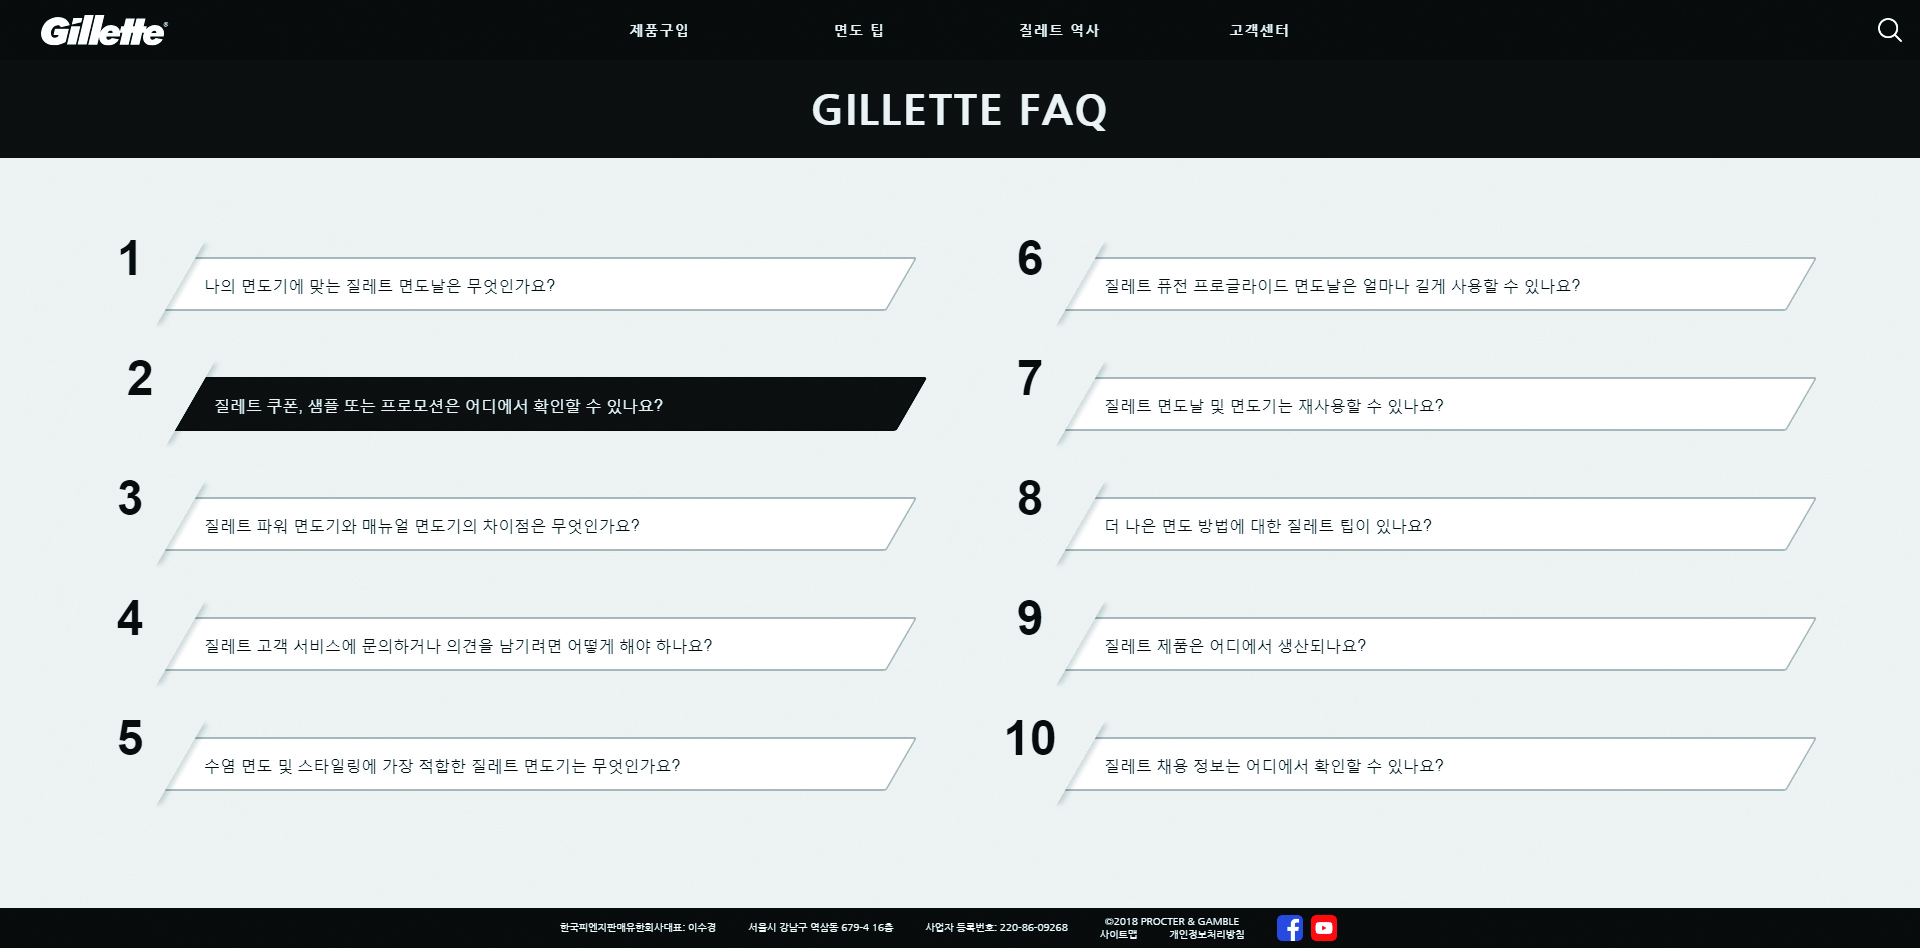 Gillette®
제품구입
면도 팁
질레트 역사
고객센터
GILLETTE FAQ
1
나의 면도기에 맞는 질레트 면도날은 무엇인가요?
2
질레트 쿠폰, 샘플 또는 프로모션은 어디에서 확인할 수 있나요?
3
질레트 파워 면도기와 매뉴얼 면도기의 차이점은 무엇인가요?
4
질레트 고객 서비스에 문의하거나 의견을 남기려면 어떻게 해야 하나요?
5
수염 면도 및 스타일링에 가장 적합한 질레트 면도기는 무엇인가요?
6
질레트 퓨전 프로글라이드 면도날은 얼마나 길게 사용할 수 있나요?
7
질레트 면도날 및 면도기는 재사용할 수 있나요?
8
더 나은 면도 방법에 대한 질레트 팁이 있나요?
9
질레트 제품은 어디에서 생산되나요?
10
질레트 채용 정보는 어디에서 확인할 수 있나요?
한국피엔지판매유한회사대표: 이수경
서울시 강남구 역삼동 679-4 16층
사업자 등록번호: 220-86-09268
©2018 PROCTER & GAMBLE
사이트맵
개인정보처리방침